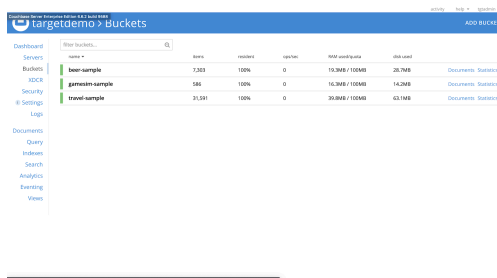 activity help ▾ tgadmin
Couchbase Server Enterprise Edition 6.6.2 build 9588
targetdemo > Buckets
ADD BUCKE
Dashboard
Servers
Buckets
XDCR
Security
Settings
Logs
Documents
Query
Indexes
Search
Analytics
Eventing
Views
filter buckets...
name ▾ items resident ops/sec RAM used/quota disk used
beer-sample 7,303 100% 0 19.3MB / 100MB 28.7MB Documents Statistics
gamesim-sample 586 100% 0 16.3MB / 100MB 14.2MB Documents Statistics
travel-sample 31,591 100% 0 39.8MB / 100MB 63.1MB Documents Statistics